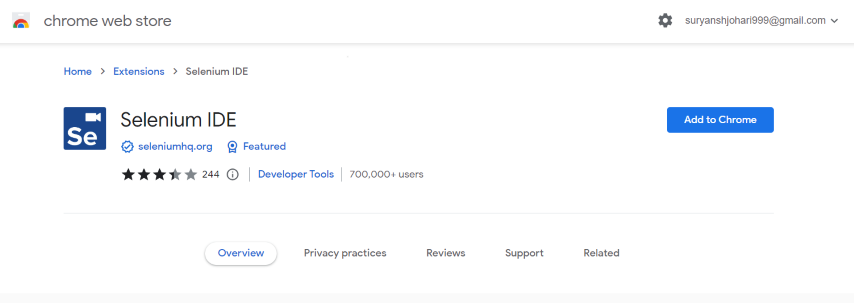 chrome web store
suryanshjohari999@gmail.com
Home > Extensions > Selenium IDE
Se
Selenium IDE
Add to Chrome
seleniumhq.org Featured
244 Developer Tools 700,000+ users
Overview Privacy practices Reviews Support Related